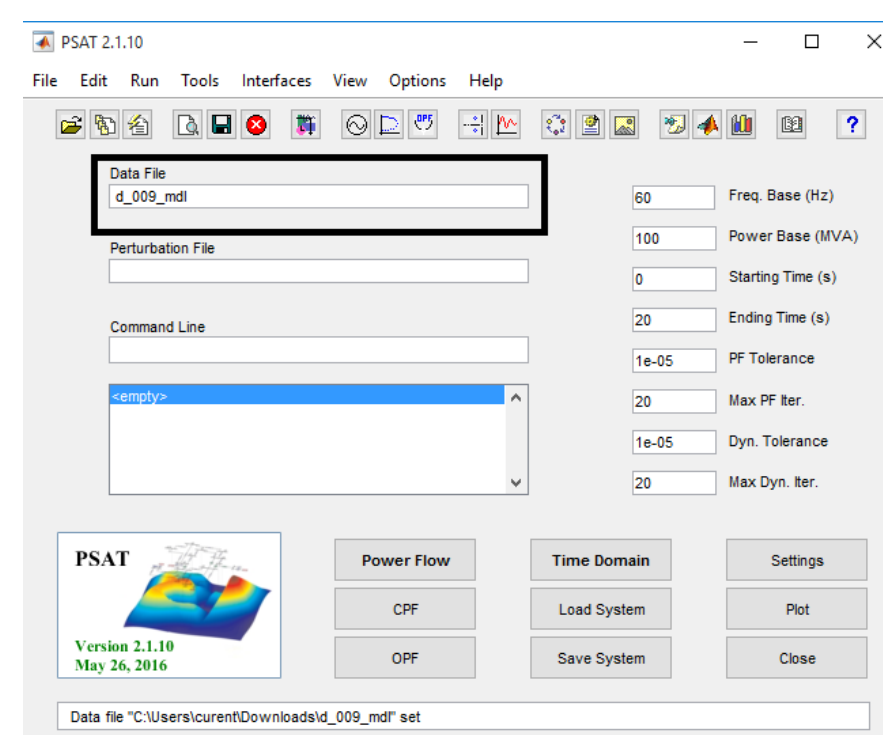 PSAT 2.1.10
File Edit Run Tools Interfaces View Options Help
OPF
?
Data File
d_009_mdl
60 Freq. Base (Hz)
Perturbation File
100 Power Base (MVA)
0 Starting Time (s)
Command Line
20 Ending Time (s)
1e-05 PF Tolerance
<empty>
20 Max PF Iter.
1e-05 Dyn. Tolerance
20 Max Dyn. Iter.
PSAT
Version 2.1.10
May 26, 2016
Power Flow Time Domain Settings
CPF Load System Plot
OPF Save System Close
Data file "C:\Users\curent\Downloads\d_009_mdl" set